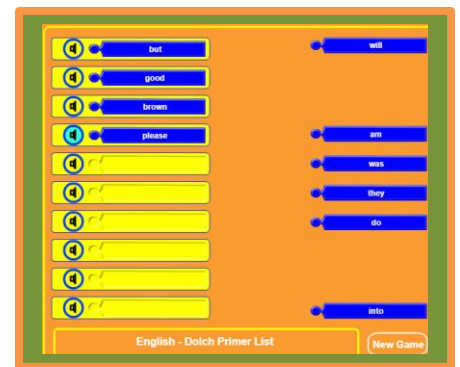 but will
good
brown
please am
was
they
do
into
English - Dolch Primer List New Game